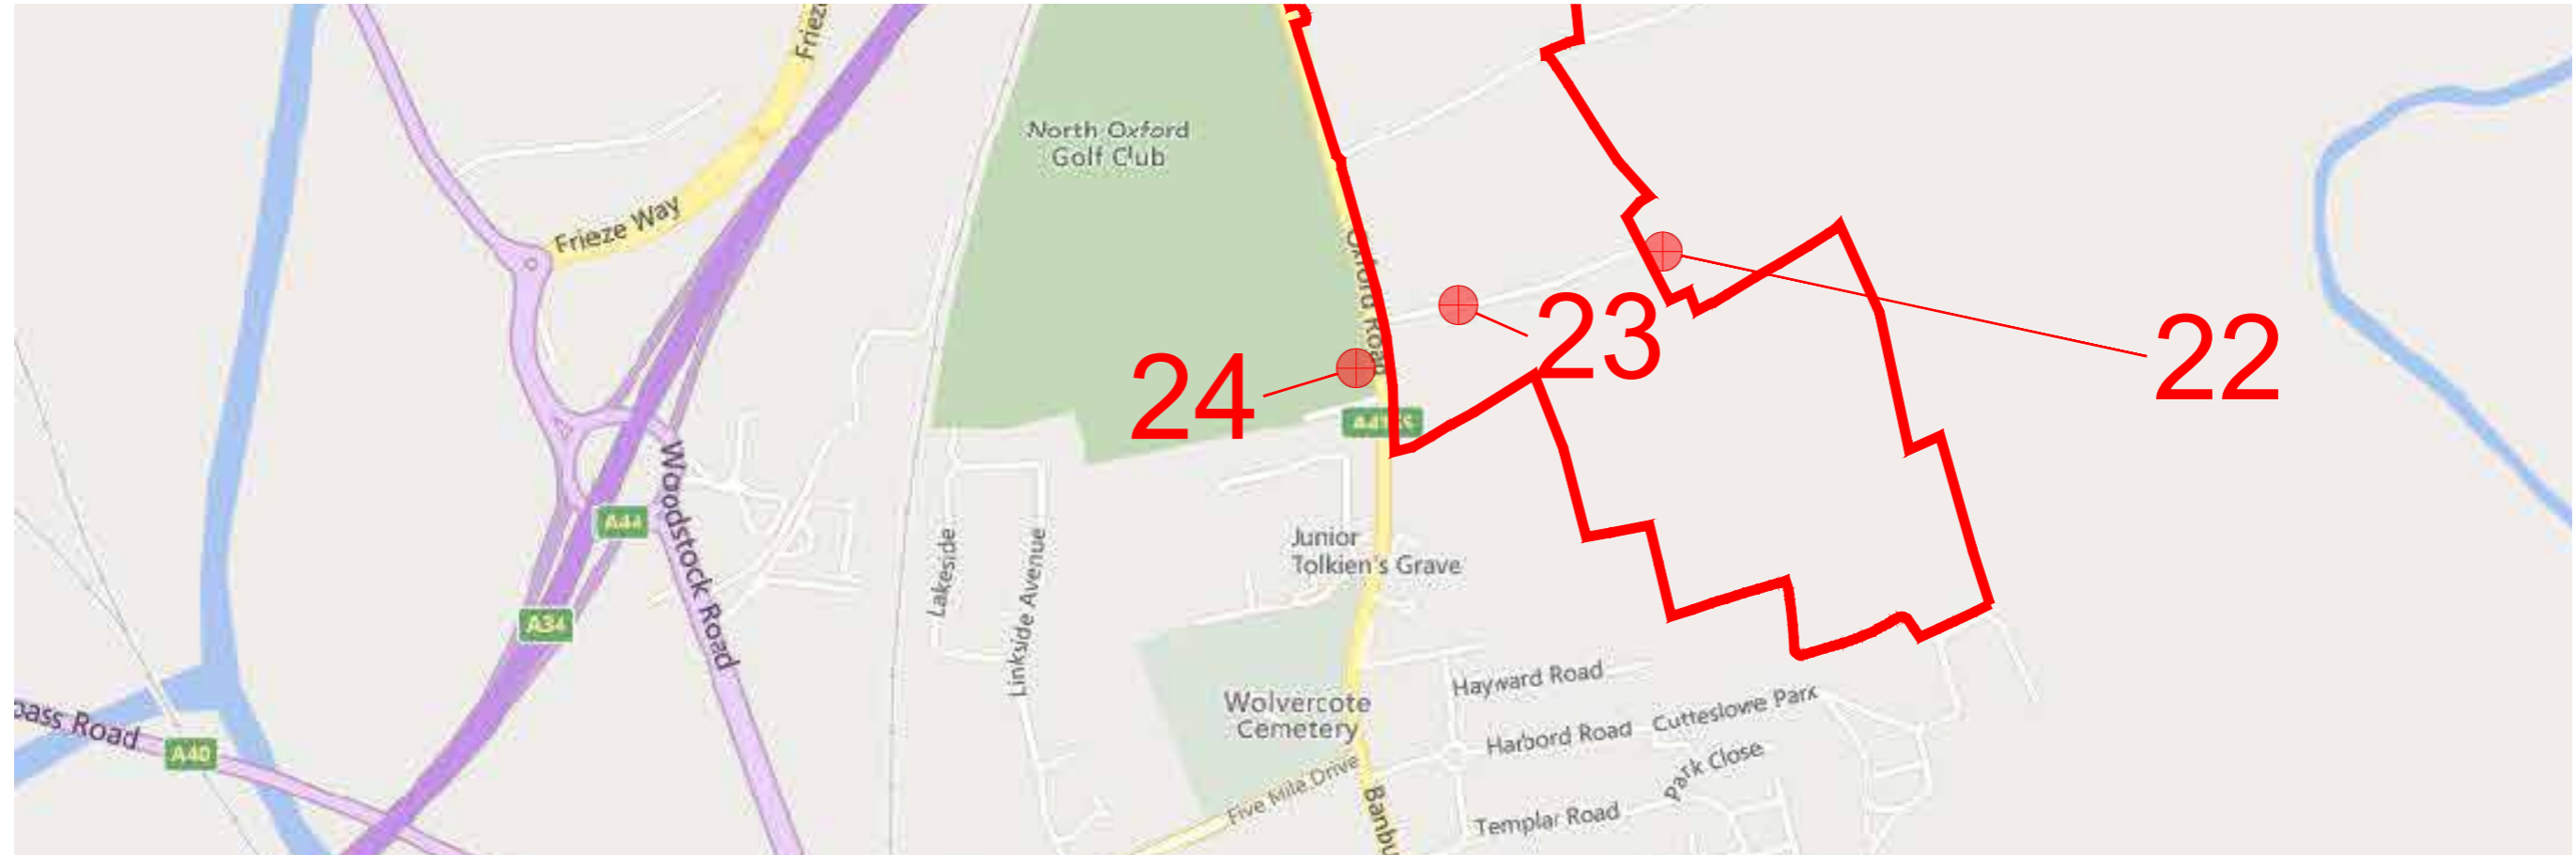 Frieze
North Oxford
Golf Club
Frieze Way
Oxford Road
23
22
24
Woodstock Road
A44
Junior
Tolkien's Grave
Lakeside
Linkside Avenue
A34
Hayward Road
Wolvercote
Cemetery
Cutteslowe Park
Harbord Road
pass Road
A40
Park Close
Five Mile Drive
Banbu
Templar Road